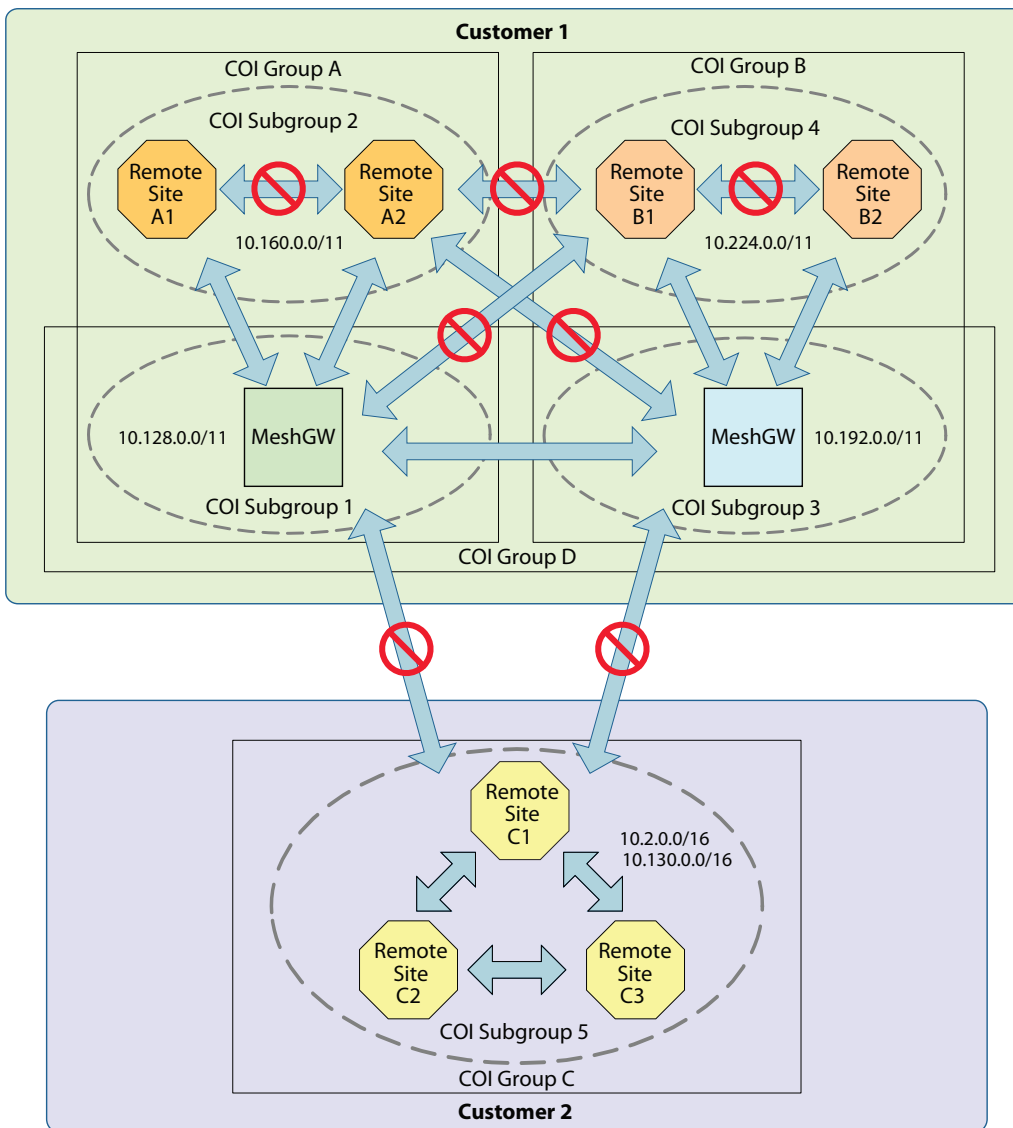 Customer 1
COI Group A
COI Group B
COI Subgroup 2
COI Subgroup 4
Remote
Site
A1
Remote
Site
A2
Remote
Site
B1
Remote
Site
B2
10.160.0.0/11
10.224.0.0/11
10.128.0.0/11
MeshGW
MeshGW
10.192.0.0/11
COI Subgroup 1
COI Subgroup 3
COI Group D
Remote
Site
C1
10.2.0.0/16
10.130.0.0/16
Remote
Site
C2
Remote
Site
C3
COI Subgroup 5
COI Group C
Customer 2